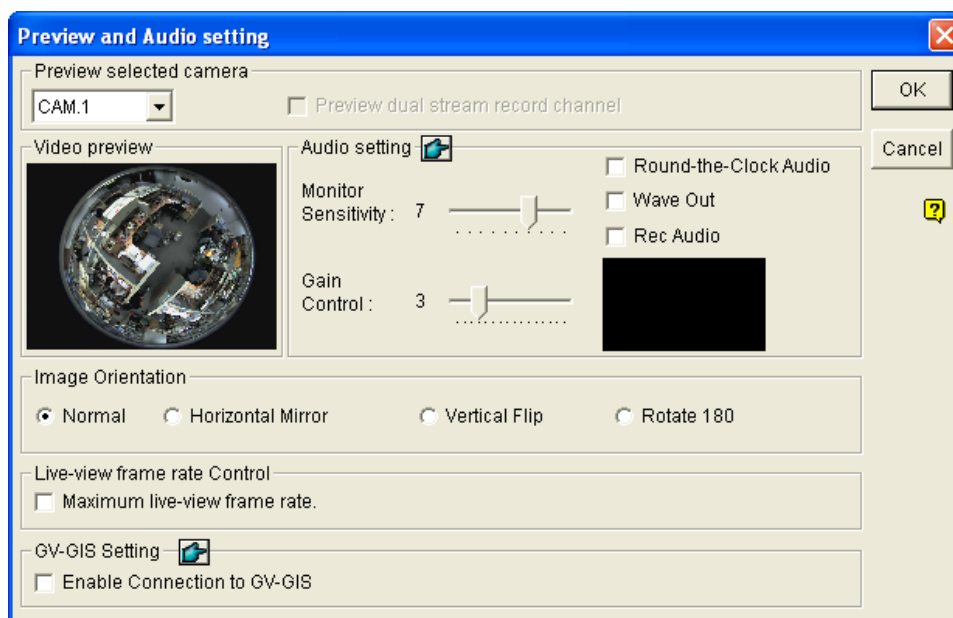 Preview and Audio setting
Preview selected camera
CAM.1
Preview dual stream record channel
OK
Cancel
?
Video preview
Audio setting
Monitor
Sensitivity : 7
Round-the-Clock Audio
Wave Out
Rec Audio
Gain
Control : 3
Image Orientation
Normal Horizontal Mirror Vertical Flip Rotate 180
Live-view frame rate Control
Maximum live-view frame rate.
GV-GIS Setting
Enable Connection to GV-GIS